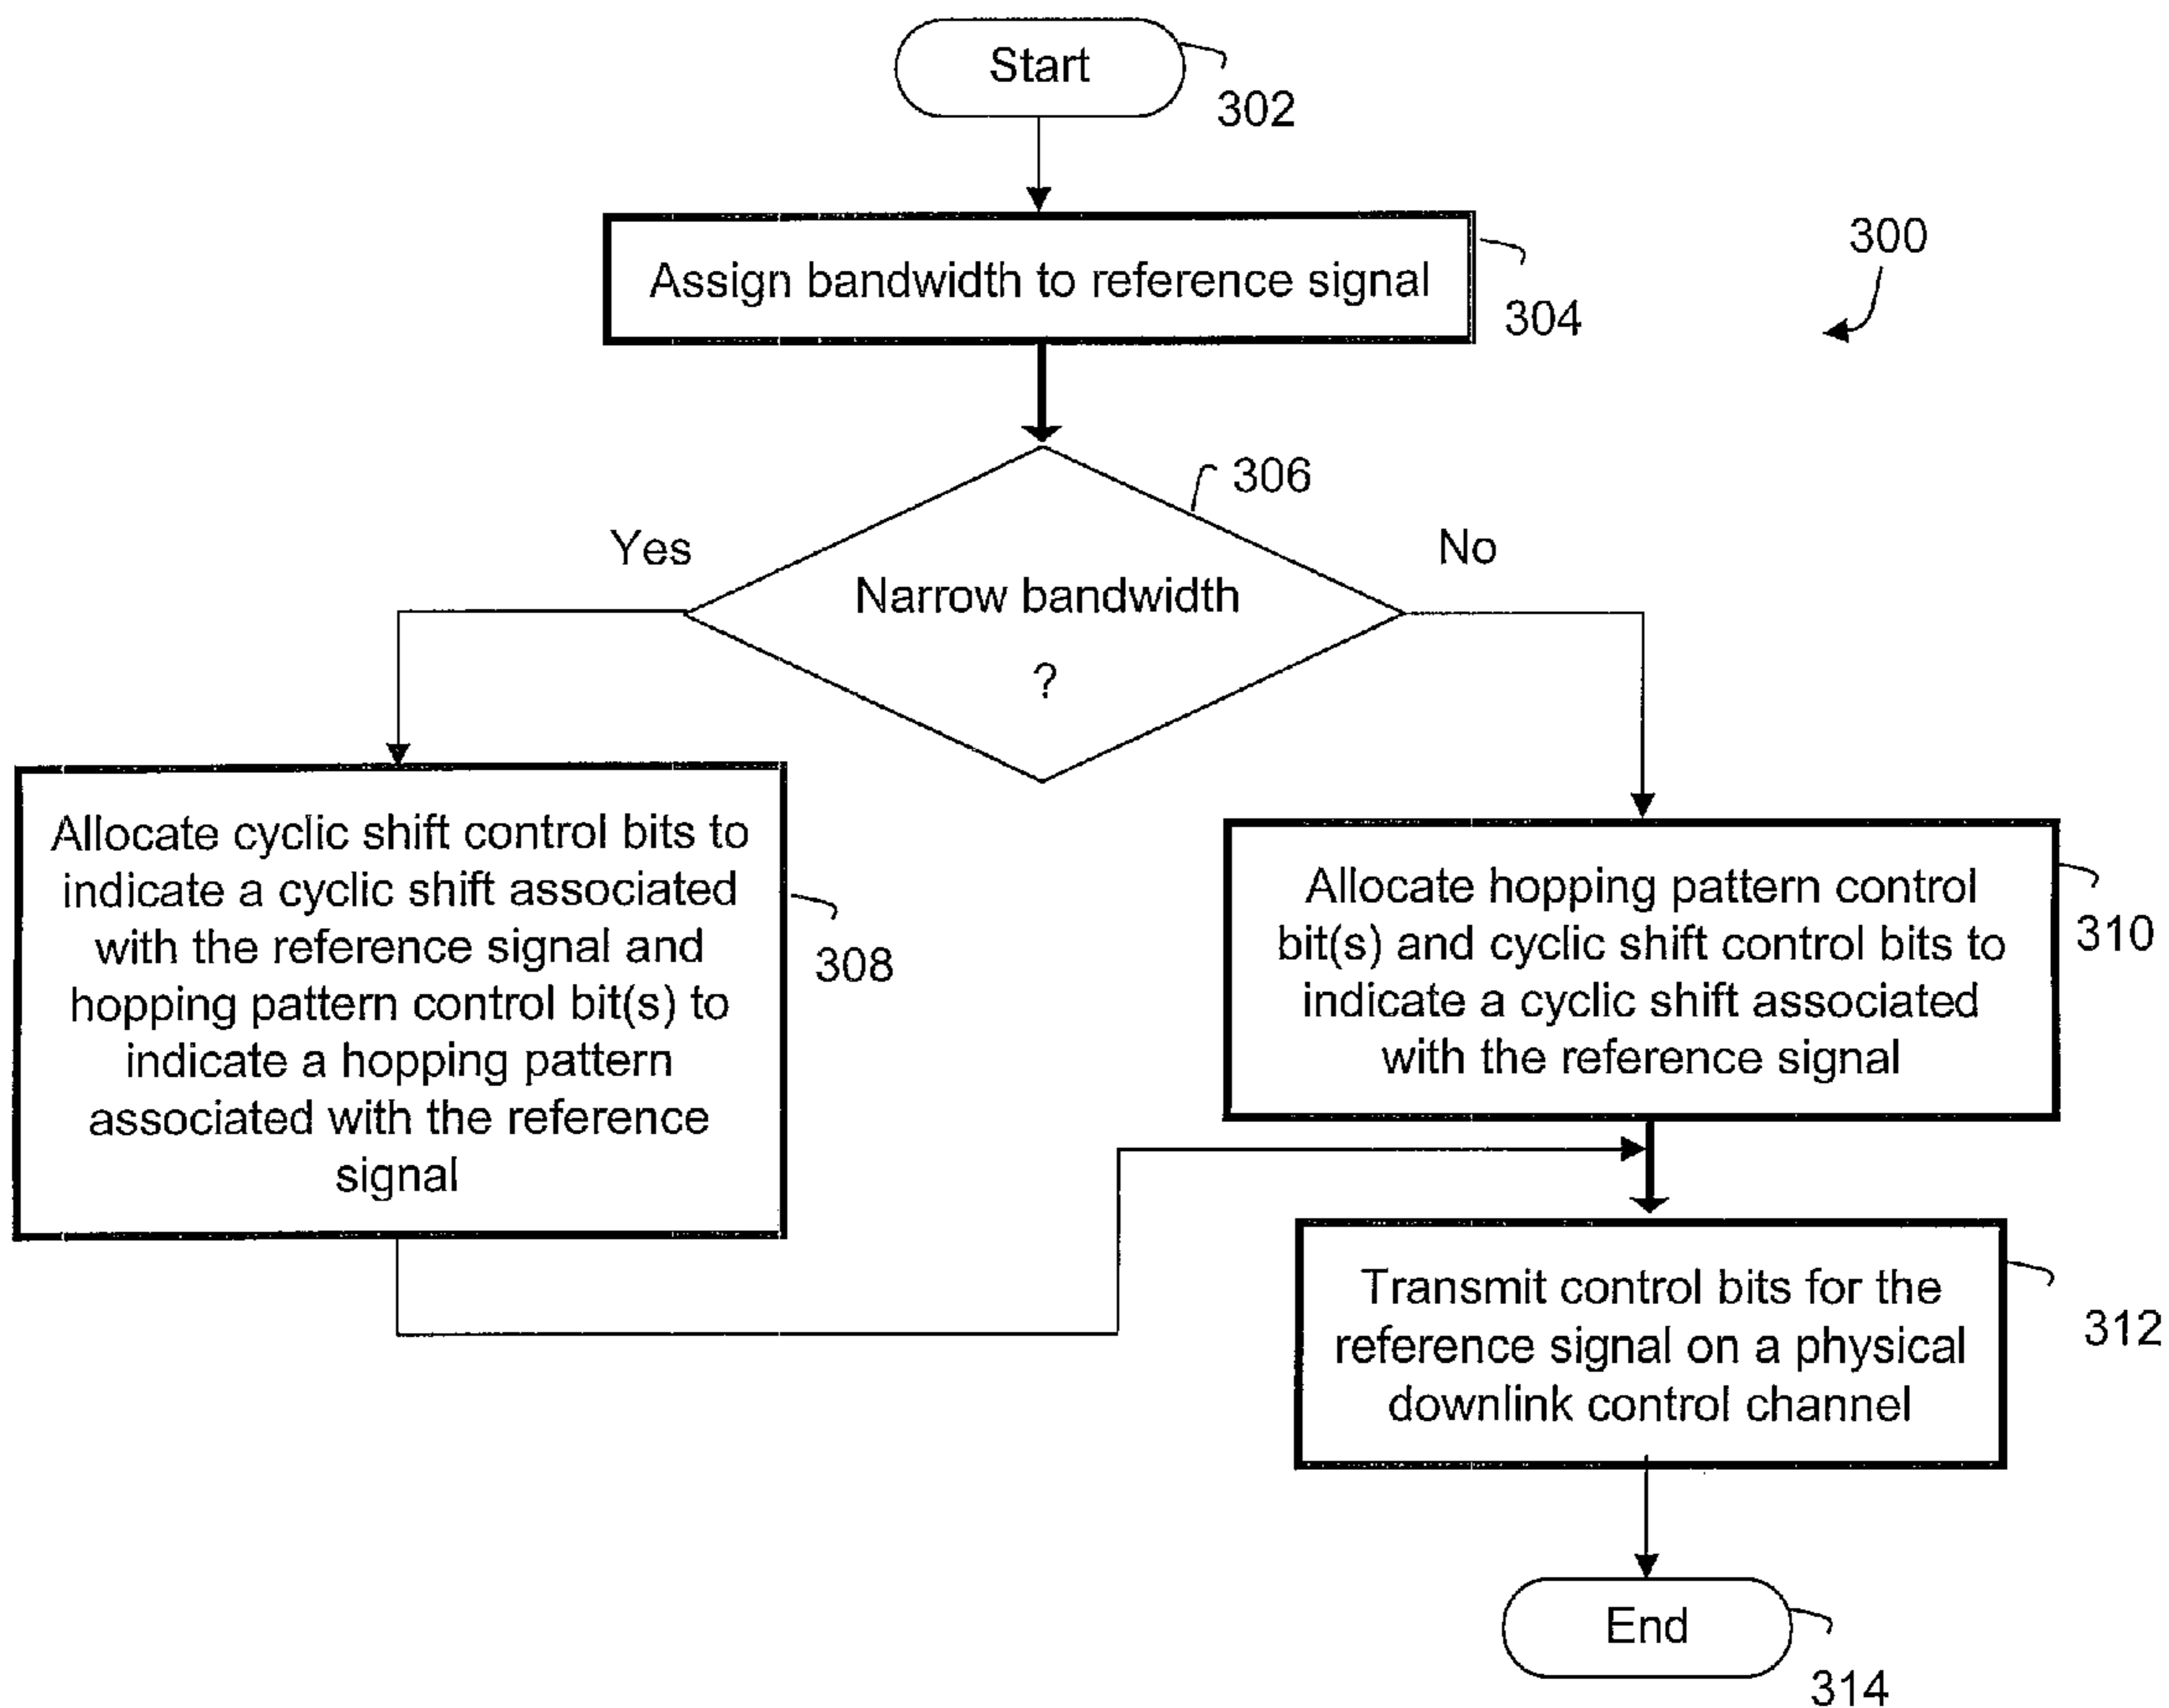 Start
302
Assign bandwidth to reference signal
304
300
306
Yes
No
Narrow bandwidth
?
Allocate cyclic shift control bits to
indicate a cyclic shift associated
with the reference signal and
hopping pattern control bit(s) to
indicate a hopping pattern
associated with the reference
signal
308
Allocate hopping pattern control
bit(s) and cyclic shift control bits to
indicate a cyclic shift associated
with the reference signal
310
Transmit control bits for the
reference signal on a physical
downlink control channel
312
End
314